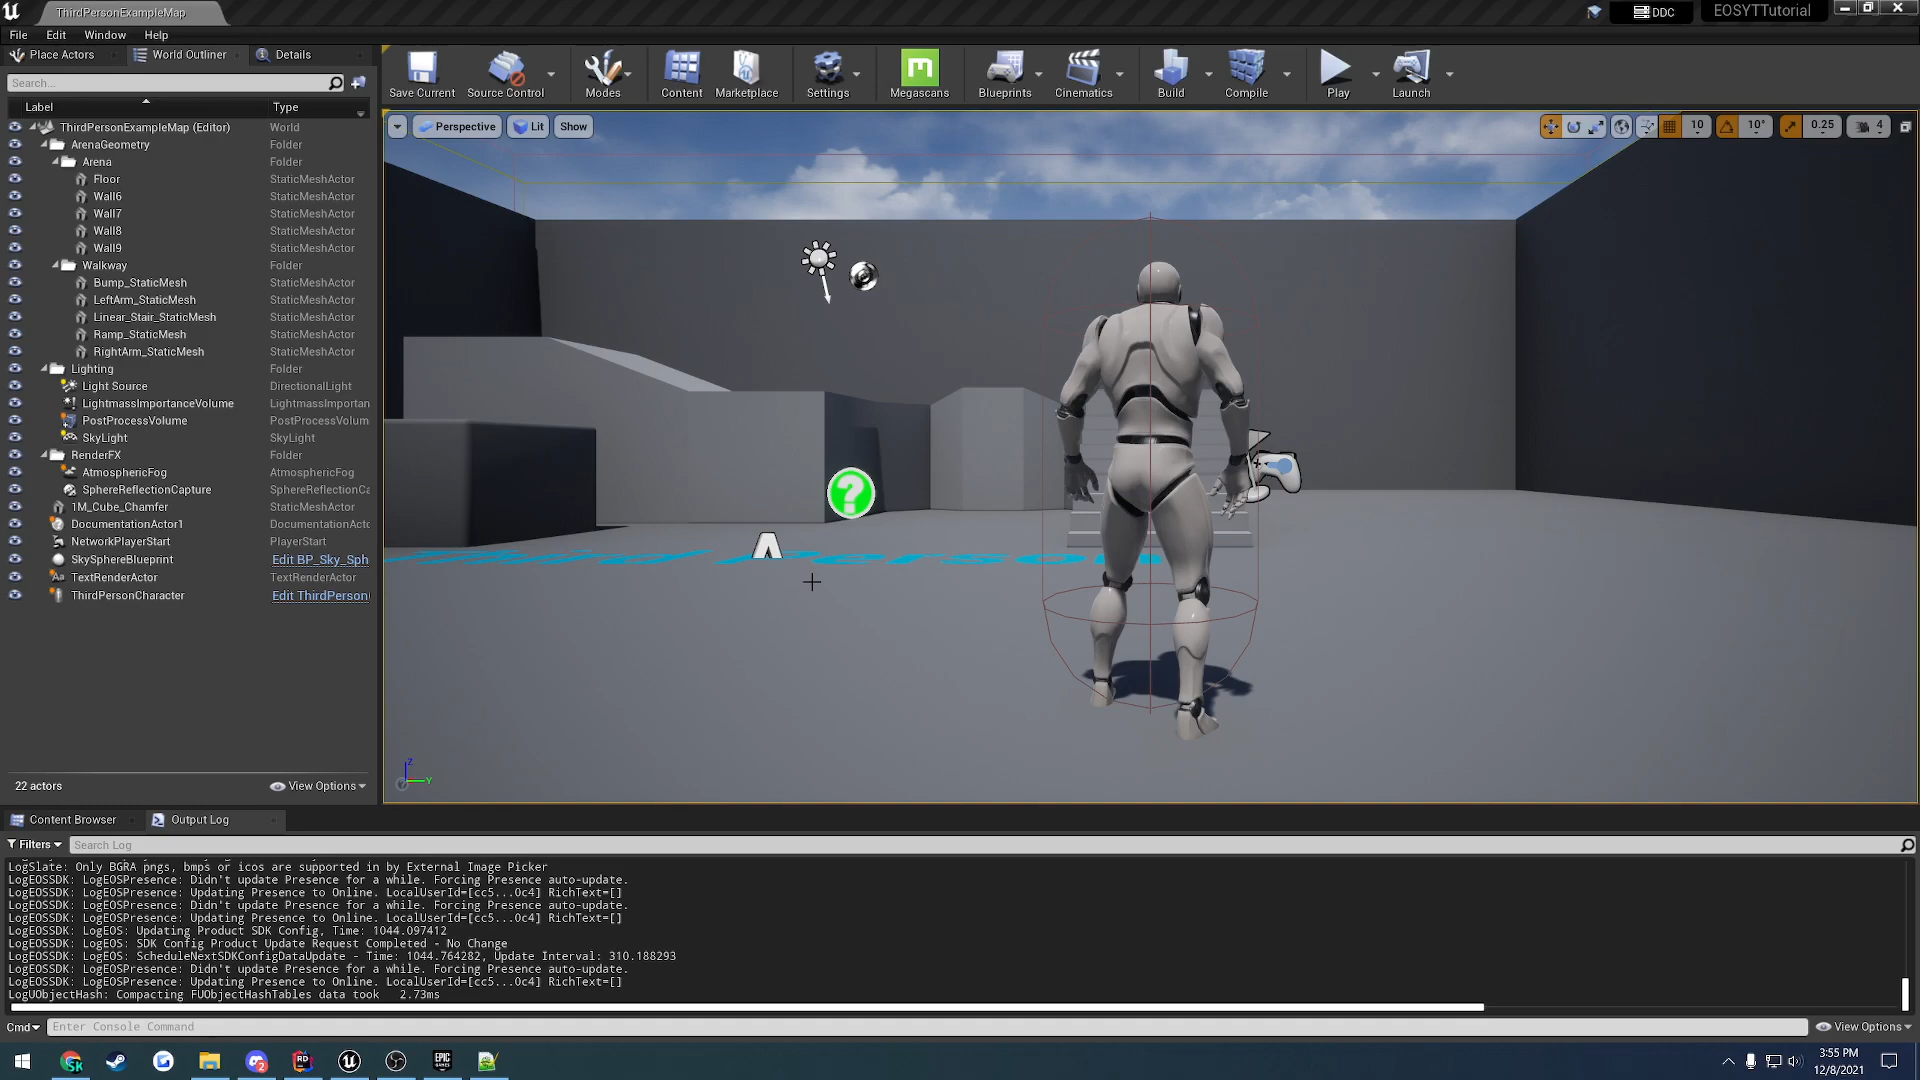 ThirdPersonExampleMap
DDC
EOSYTTutorial
File Edit Window Help
Place Actors World Outliner Details
Search...
Label Type
ThirdPersonExampleMap (Editor) World
ArenaGeometry Folder
Arena Folder
Floor StaticMeshActor
Wall6 StaticMeshActor
Wall7 StaticMeshActor
Wall8 StaticMeshActor
Wall9 StaticMeshActor
Walkway Folder
Bump_StaticMesh StaticMeshActor
LeftArm_StaticMesh StaticMeshActor
Linear_Stair_StaticMesh StaticMeshActor
Ramp_StaticMesh StaticMeshActor
RightArm_StaticMesh StaticMeshActor
Lighting Folder
Light Source DirectionalLight
LightmassImportanceVolume LightmassImportan
PostProcessVolume PostProcessVolum
SkyLight SkyLight
RenderFX Folder
AtmosphericFog AtmosphericFog
SphereReflectionCapture SphereReflectionCa
1M_Cube_Chamfer StaticMeshActor
DocumentationActor1 DocumentationActo
NetworkPlayerStart PlayerStart
SkySphereBlueprint Edit BP_Sky_Sph
TextRenderActor TextRenderActor
ThirdPersonCharacter Edit ThirdPerson
22 actors View Options
Save Current Source Control Modes Content Marketplace Settings Megascans Blueprints Cinematics Build Compile Play Launch
Perspective Lit Show
10 10° 0.25 4
Z
Y
Content Browser Output Log
Filters Search Log
LogSlate: Only BGRA pngs, bmps or icos are supported in by External Image Picker
LogEOSSDK: LogEOSPresence: Didn't update Presence for a while. Forcing Presence auto-update.
LogEOSSDK: LogEOSPresence: Updating Presence to Online. LocalUserId=[cc5...0c4] RichText=[]
LogEOSSDK: LogEOSPresence: Didn't update Presence for a while. Forcing Presence auto-update.
LogEOSSDK: LogEOSPresence: Updating Presence to Online. LocalUserId=[cc5...0c4] RichText=[]
LogEOSSDK: LogEOS: Updating Product SDK Config, Time: 1044.097412
LogEOSSDK: LogEOS: SDK Config Product Update Request Completed - No Change
LogEOSSDK: LogEOS: ScheduleNextSDKConfigDataUpdate - Time: 1044.764282, Update Interval: 310.188293
LogEOSSDK: LogEOSPresence: Didn't update Presence for a while. Forcing Presence auto-update.
LogEOSSDK: LogEOSPresence: Updating Presence to Online. LocalUserId=[cc5...0c4] RichText=[]
LogUObjectHash: Compacting FUObjectHashTables data took 2.73ms
Cmd Enter Console Command View Options
3:55 PM
12/8/2021